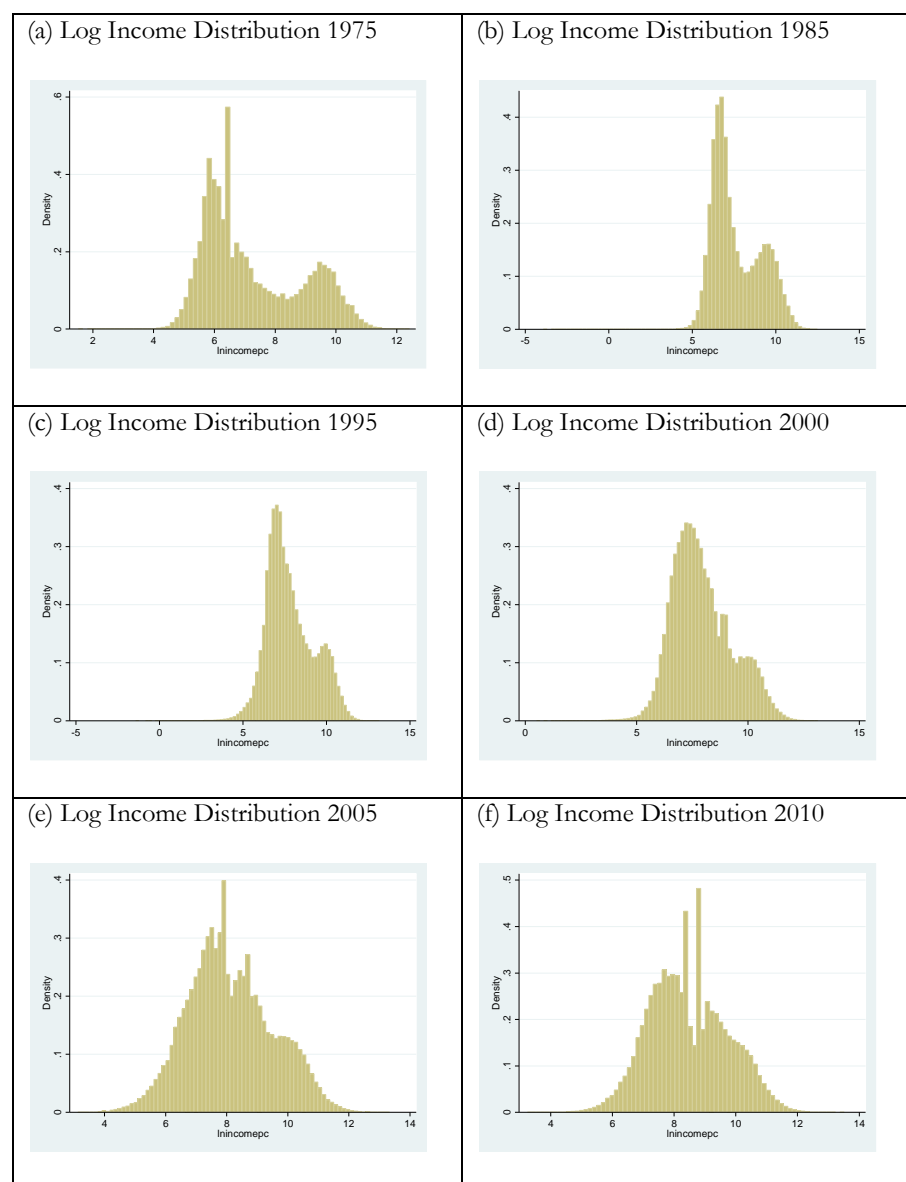 (a) Log Income Distribution 1975
.6
.4
.2
0
Density
2 4 6 8 10 12
lnincomepc
(b) Log Income Distribution 1985
.4
.3
.2
.1
0
Density
-5 0 5 10 15
lnincomepc
(c) Log Income Distribution 1995
.4
.3
.2
.1
0
Density
-5 0 5 10 15
lnincomepc
(d) Log Income Distribution 2000
.4
.3
.2
.1
0
Density
0 5 10 15
lnincomepc
(e) Log Income Distribution 2005
.4
.3
.2
.1
0
Density
4 6 8 10 12 14
lnincomepc
(f) Log Income Distribution 2010
.5
.4
.3
.2
.1
0
Density
4 6 8 10 12 14
lnincomepc